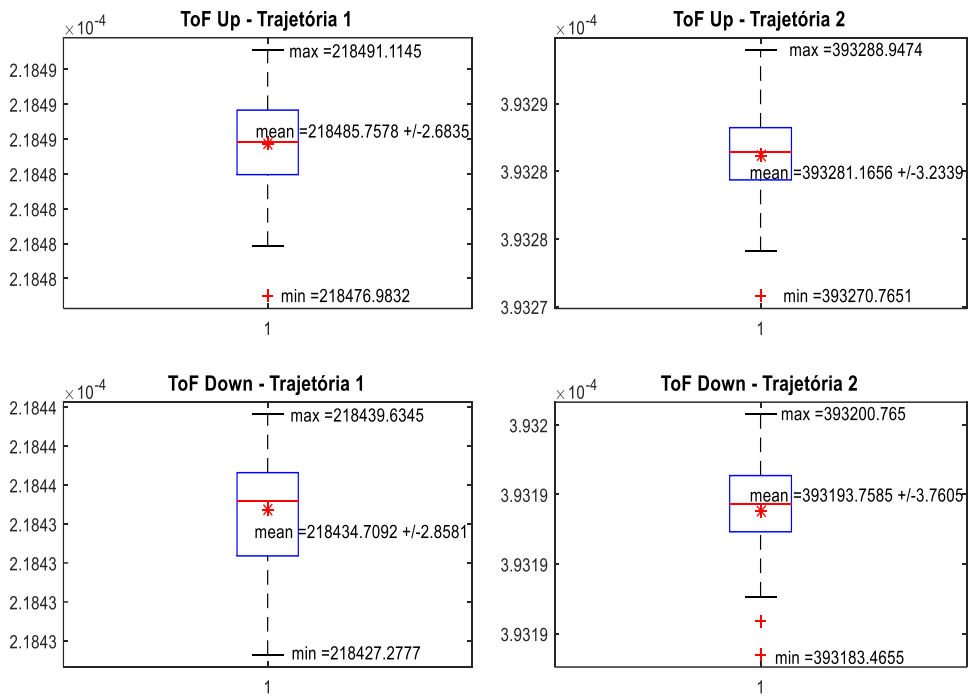 ToF Up - Trajetória 1
×10⁻⁴
2.1849
2.1849
2.1849
2.1848
2.1848
2.1848
2.1848
max =218491.1145
mean =218485.7578 +/-2.6835
min =218476.9832
1
ToF Up - Trajetória 2
×10⁻⁴
3.9329
3.9328
3.9328
3.9327
max =393288.9474
mean =393281.1656 +/-3.2339
min =393270.7651
1
ToF Down - Trajetória 1
×10⁻⁴
2.1844
2.1844
2.1844
2.1843
2.1843
2.1843
2.1843
max =218439.6345
mean =218434.7092 +/-2.8581
min =218427.2777
1
ToF Down - Trajetória 2
×10⁻⁴
3.932
3.9319
3.9319
3.9319
max =393200.765
mean =393193.7585 +/-3.7605
min =393183.4655
1